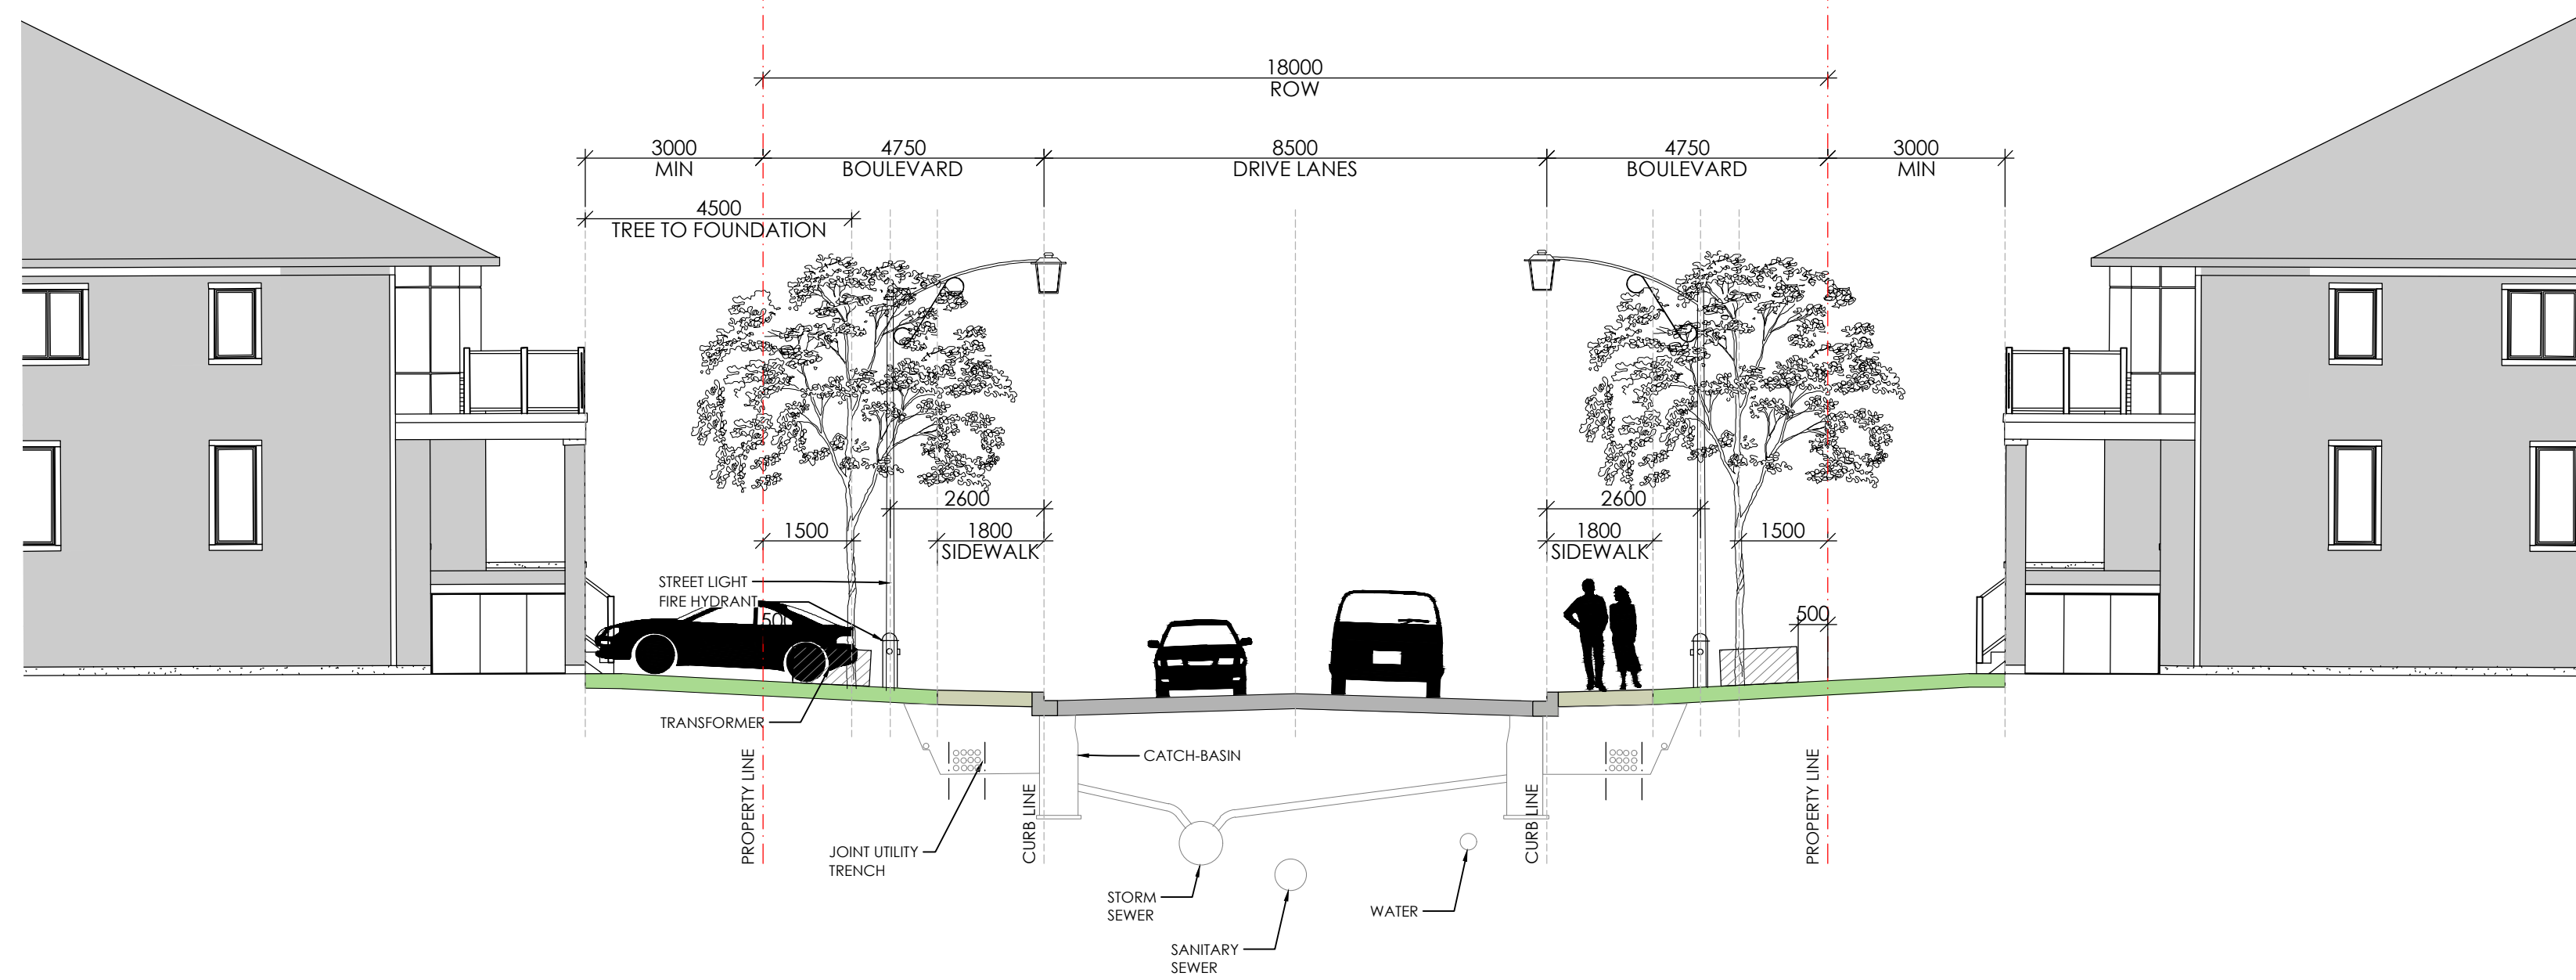 18000
ROW
3000
MIN
4750
BOULEVARD
8500
DRIVE LANES
4750
BOULEVARD
3000
MIN
4500
TREE TO FOUNDATION
2600
2600
1500
1800
SIDEWALK
1800
SIDEWALK
1500
STREET LIGHT
FIRE HYDRANT
500
500
TRANSFORMER
CATCH-BASIN
PROPERTY LINE
CURB LINE
CURB LINE
PROPERTY LINE
JOINT UTILITY
TRENCH
STORM
SEWER
WATER
SANITARY
SEWER